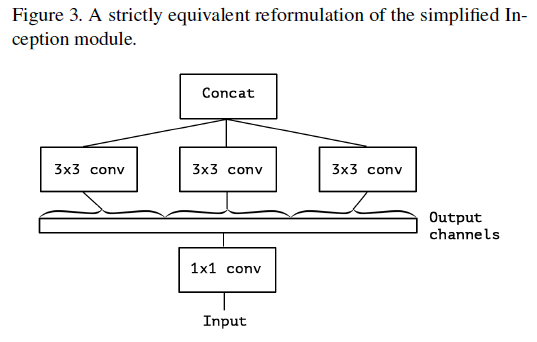 Figure 3. A strictly equivalent reformulation of the simplified In-
ception module.
Concat
3x3 conv 3x3 conv 3x3 conv
Output
channels
1x1 conv
Input